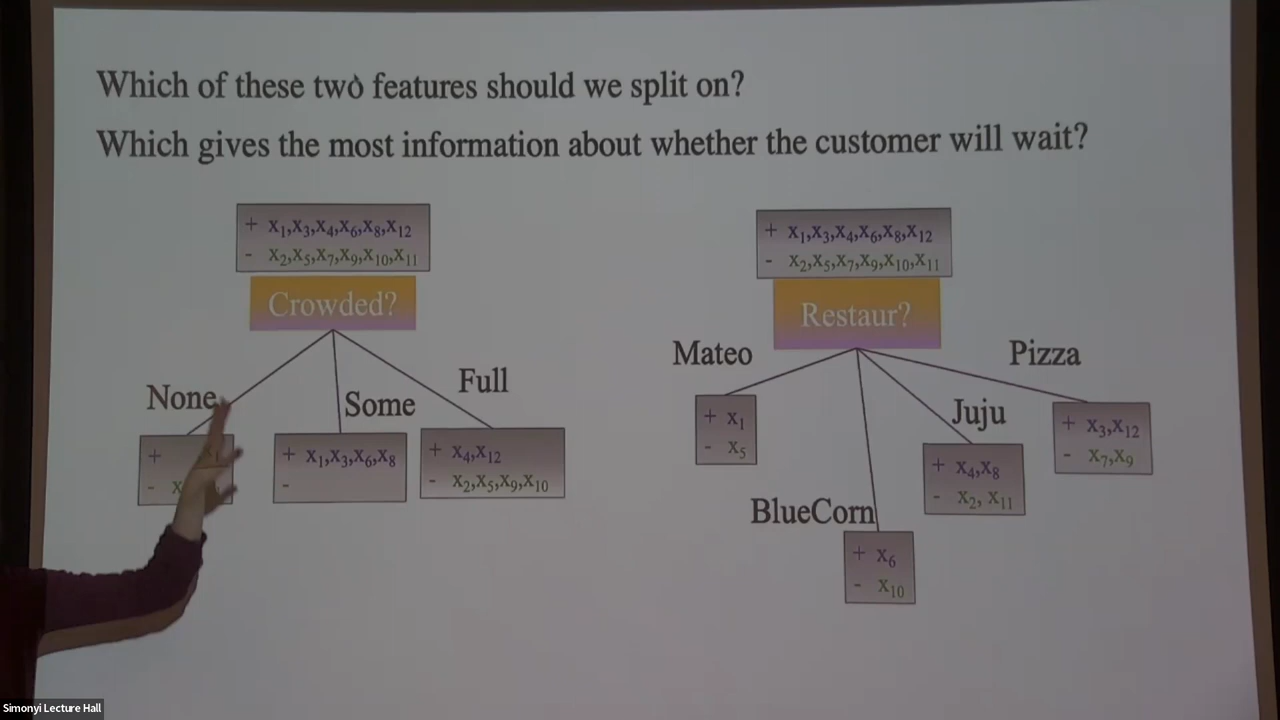 Which of these two features should we split on?
Which gives the most information about whether the customer will wait?
+ x₁,x₃,x₄,x₆,x₈,x₁₂
- x₂,x₅,x₇,x₉,x₁₀,x₁₁
Crowded?
None
Some
Full
+
- x
+ x₁,x₃,x₆,x₈
-
+ x₄,x₁₂
- x₂,x₅,x₉,x₁₀
+ x₁,x₃,x₄,x₆,x₈,x₁₂
- x₂,x₅,x₇,x₉,x₁₀,x₁₁
Restaur?
Mateo
Pizza
Juju
BlueCorn
+ x₁
- x₅
+ x₃,x₁₂
- x₇,x₉
+ x₄,x₈
- x₂, x₁₁
+ x₆
- x₁₀
Simonyi Lecture Hall